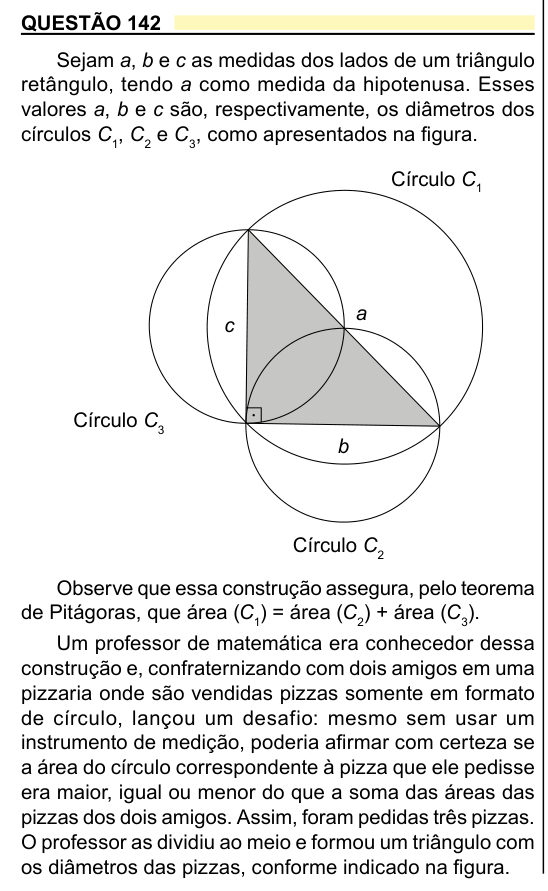 QUESTÃO 142
Sejam a, b e c as medidas dos lados de um triângulo
retângulo, tendo a como medida da hipotenusa. Esses
valores a, b e c são, respectivamente, os diâmetros dos
círculos C₁, C₂ e C₃, como apresentados na figura.
Círculo C₁
a
c
Círculo C₃
b
Círculo C₂
Observe que essa construção assegura, pelo teorema
de Pitágoras, que área (C₁) = área (C₂) + área (C₃).
Um professor de matemática era conhecedor dessa
construção e, confraternizando com dois amigos em uma
pizzaria onde são vendidas pizzas somente em formato
de círculo, lançou um desafio: mesmo sem usar um
instrumento de medição, poderia afirmar com certeza se
a área do círculo correspondente à pizza que ele pedisse
era maior, igual ou menor do que a soma das áreas das
pizzas dos dois amigos. Assim, foram pedidas três pizzas.
O professor as dividiu ao meio e formou um triângulo com
os diâmetros das pizzas, conforme indicado na figura.